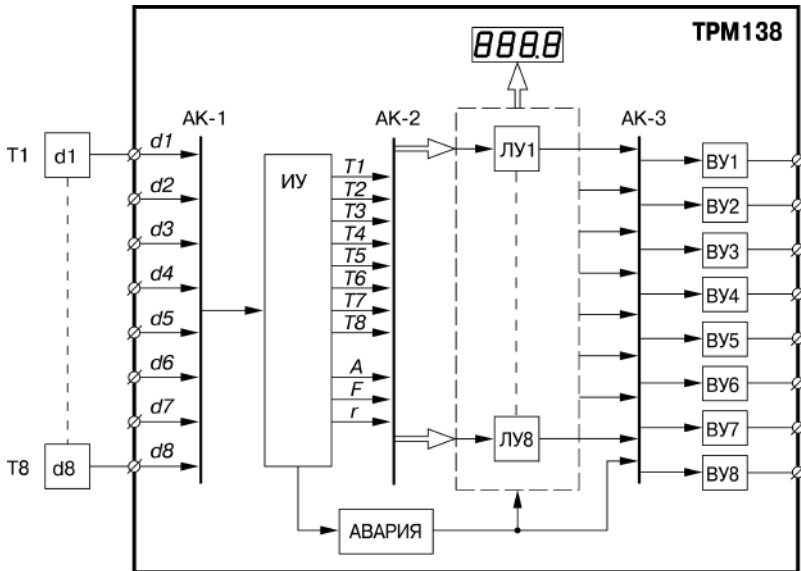 ТРМ138
888.8
АК-1
АК-2
АК-3
Т1
d1
d1
d2
d3
d4
d5
d6
d7
d8
Т8
d8
ИУ
T1
T2
T3
T4
T5
T6
T7
T8
A
F
r
ЛУ1
ЛУ8
АВАРИЯ
ВУ1
ВУ2
ВУ3
ВУ4
ВУ5
ВУ6
ВУ7
ВУ8